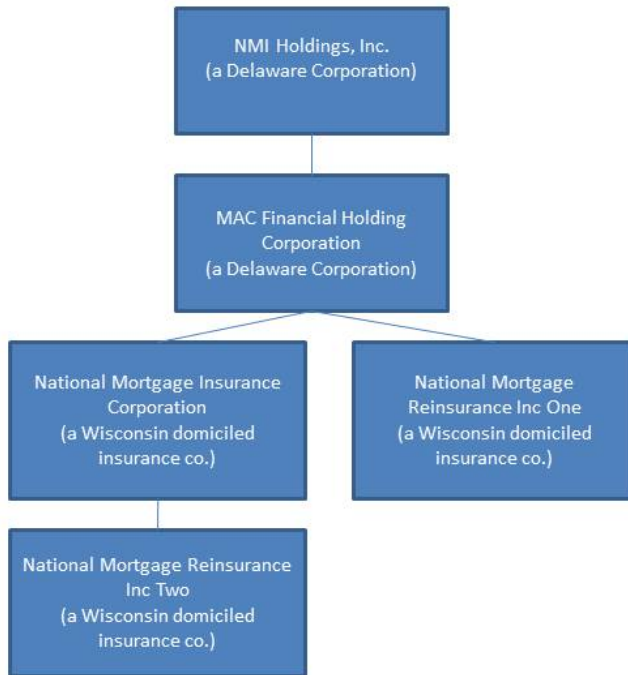 NMI Holdings, Inc.
(a Delaware Corporation)
MAC Financial Holding
Corporation
(a Delaware Corporation)
National Mortgage Insurance
Corporation
(a Wisconsin domiciled
insurance co.)
National Mortgage
Reinsurance Inc One
(a Wisconsin domiciled
insurance co.)
National Mortgage Reinsurance
Inc Two
(a Wisconsin domiciled
insurance co.)